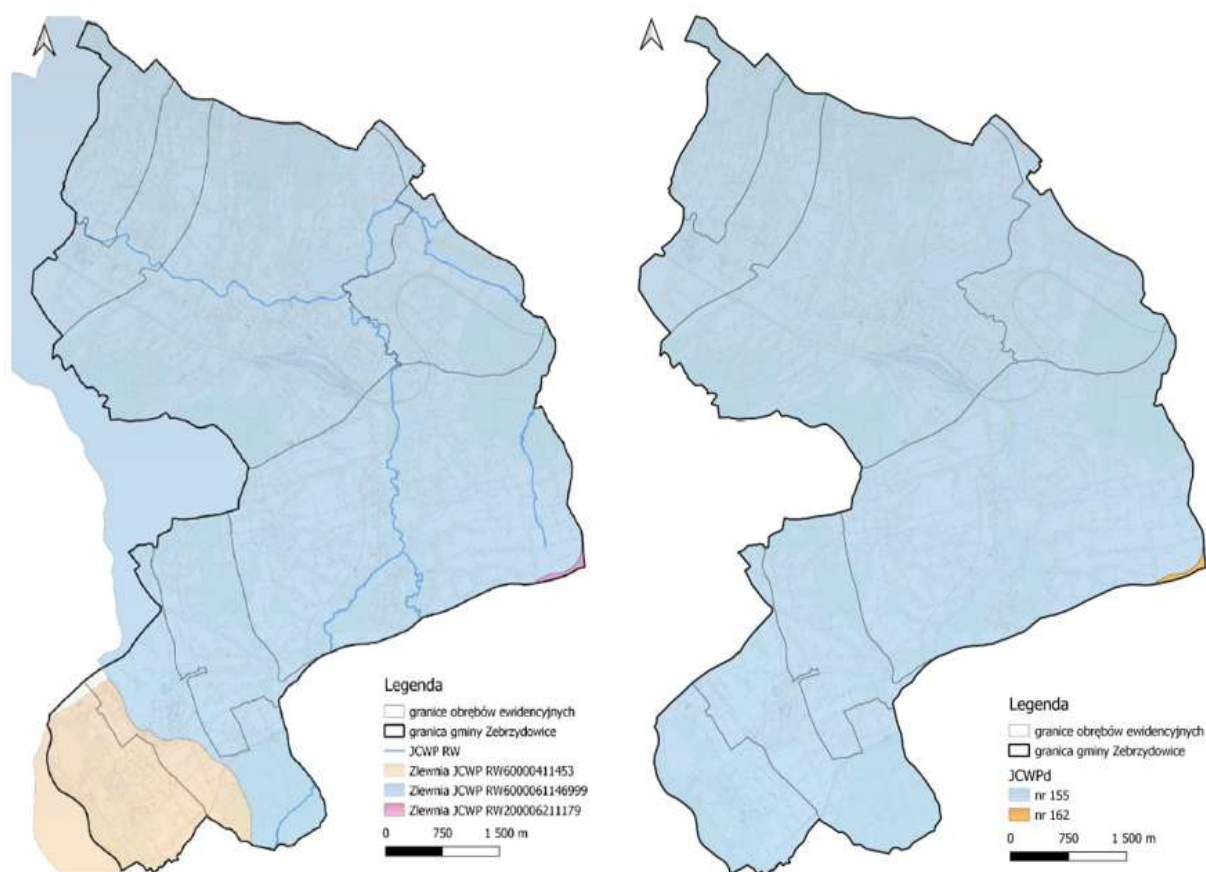 Legenda
granice obrębów ewidencyjnych
granica gminy Zebrzydowice
JCWP RW
Zlewnia JCWP RW60000411453
Zlewnia JCWP RW6000061146999
Zlewnia JCWP RW200006211179
0 750 1 500 m
Legenda
granice obrębów ewidencyjnych
granica gminy Zebrzydowice
JCWPd
nr 155
nr 162
0 750 1 500 m